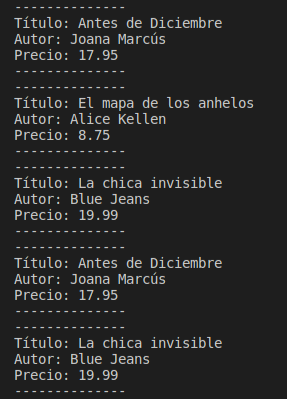 --------------
Título: Antes de Diciembre
Autor: Joana Marcús
Precio: 17.95
--------------
--------------
Título: El mapa de los anhelos
Autor: Alice Kellen
Precio: 8.75
--------------
--------------
Título: La chica invisible
Autor: Blue Jeans
Precio: 19.99
--------------
--------------
Título: Antes de Diciembre
Autor: Joana Marcús
Precio: 17.95
--------------
--------------
Título: La chica invisible
Autor: Blue Jeans
Precio: 19.99
--------------